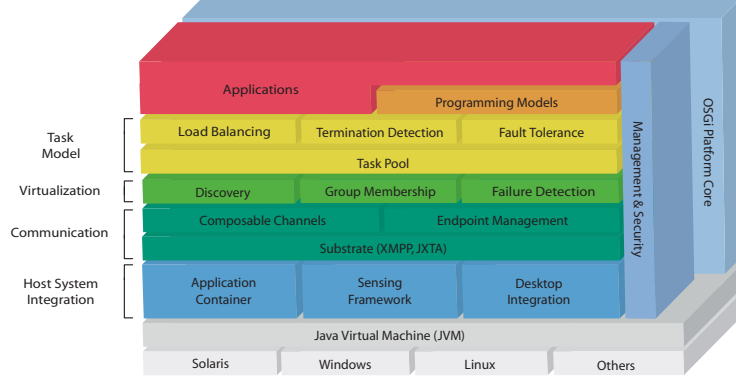 Applications
Programming Models
Task
Model
Load Balancing
Termination Detection
Fault Tolerance
Task Pool
Virtualization
Discovery
Group Membership
Failure Detection
Communication
Composable Channels
Endpoint Management
Substrate (XMPP, JXTA)
Host System
Integration
Application
Container
Sensing
Framework
Desktop
Integration
Management & Security
OSGi Platform Core
Java Virtual Machine (JVM)
Solaris
Windows
Linux
Others